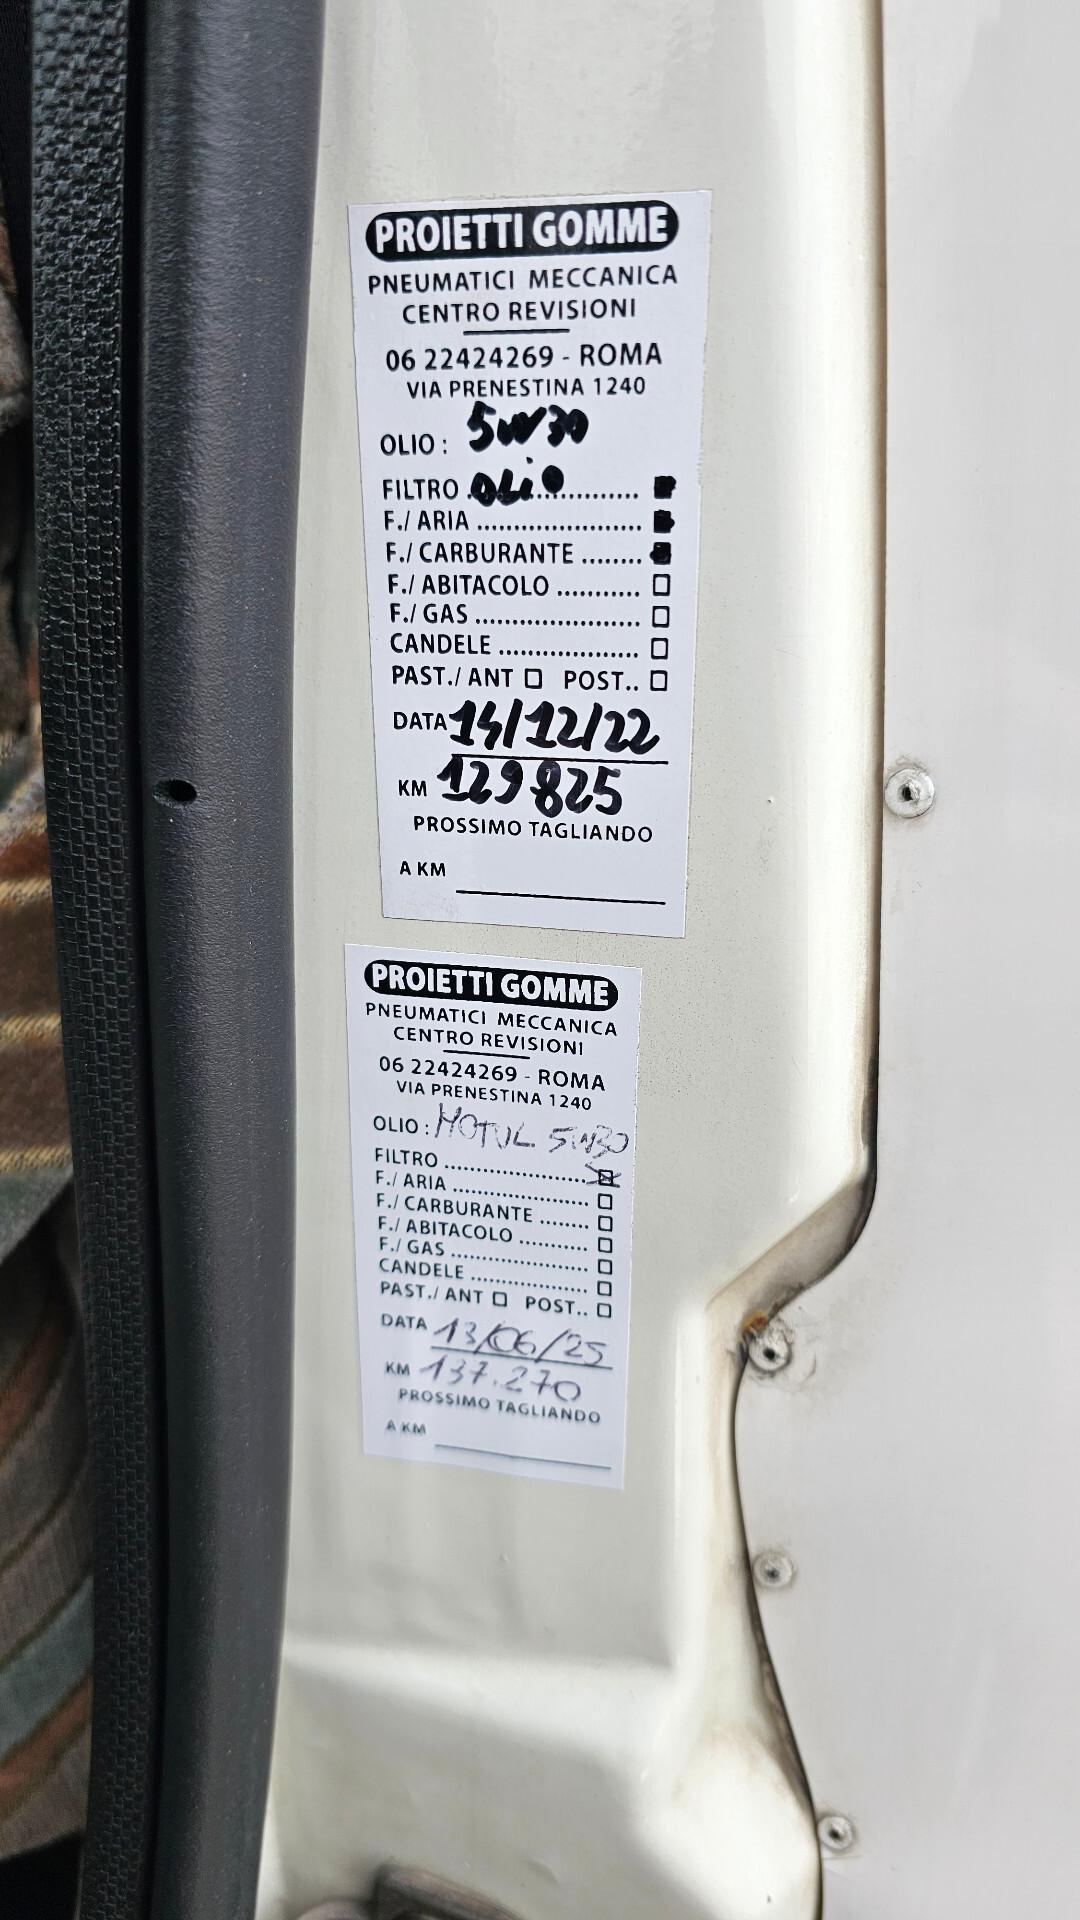 PROIETTI GOMME
PNEUMATICI MECCANICA
CENTRO REVISIONI
06 22424269 - ROMA
VIA PRENESTINA 1240
OLIO : 5W30
FILTRO OLIO ............
F./ ARIA ......................
F./ CARBURANTE ........
F./ ABITACOLO ...........
F./ GAS ......................
CANDELE ...................
PAST./ ANT □ POST.. □
DATA 14/12/22
KM 129825
PROSSIMO TAGLIANDO
A KM
PROIETTI GOMME
PNEUMATICI MECCANICA
CENTRO REVISIONI
06 22424269 - ROMA
VIA PRENESTINA 1240
OLIO : MOTUL 5W30
FILTRO ......................
F./ ARIA ......................
F./ CARBURANTE ........
F./ ABITACOLO ...........
F./ GAS ......................
CANDELE ...................
PAST./ ANT □ POST.. □
DATA 13/06/25
KM 137.270
PROSSIMO TAGLIANDO
A KM